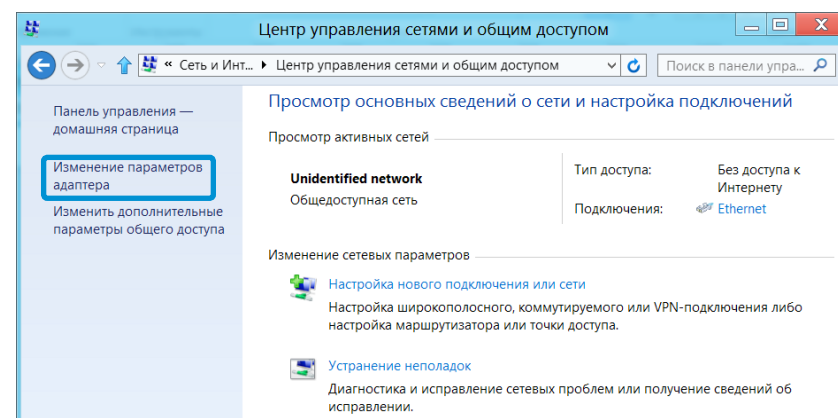 Центр управления сетями и общим доступом
« Сеть и Инт... Центр управления сетями и общим доступом
Поиск в панели упра...
Панель управления —
домашняя страница
Изменение параметров
адаптера
Изменить дополнительные
параметры общего доступа
Просмотр основных сведений о сети и настройка подключений
Просмотр активных сетей
Unidentified network
Общедоступная сеть
Тип доступа: Без доступа к
Интернету
Подключения: Ethernet
Изменение сетевых параметров
Настройка нового подключения или сети
Настройка широкополосного, коммутируемого или VPN-подключения либо
настройка маршрутизатора или точки доступа.
Устранение неполадок
Диагностика и исправление сетевых проблем или получение сведений об
исправлении.